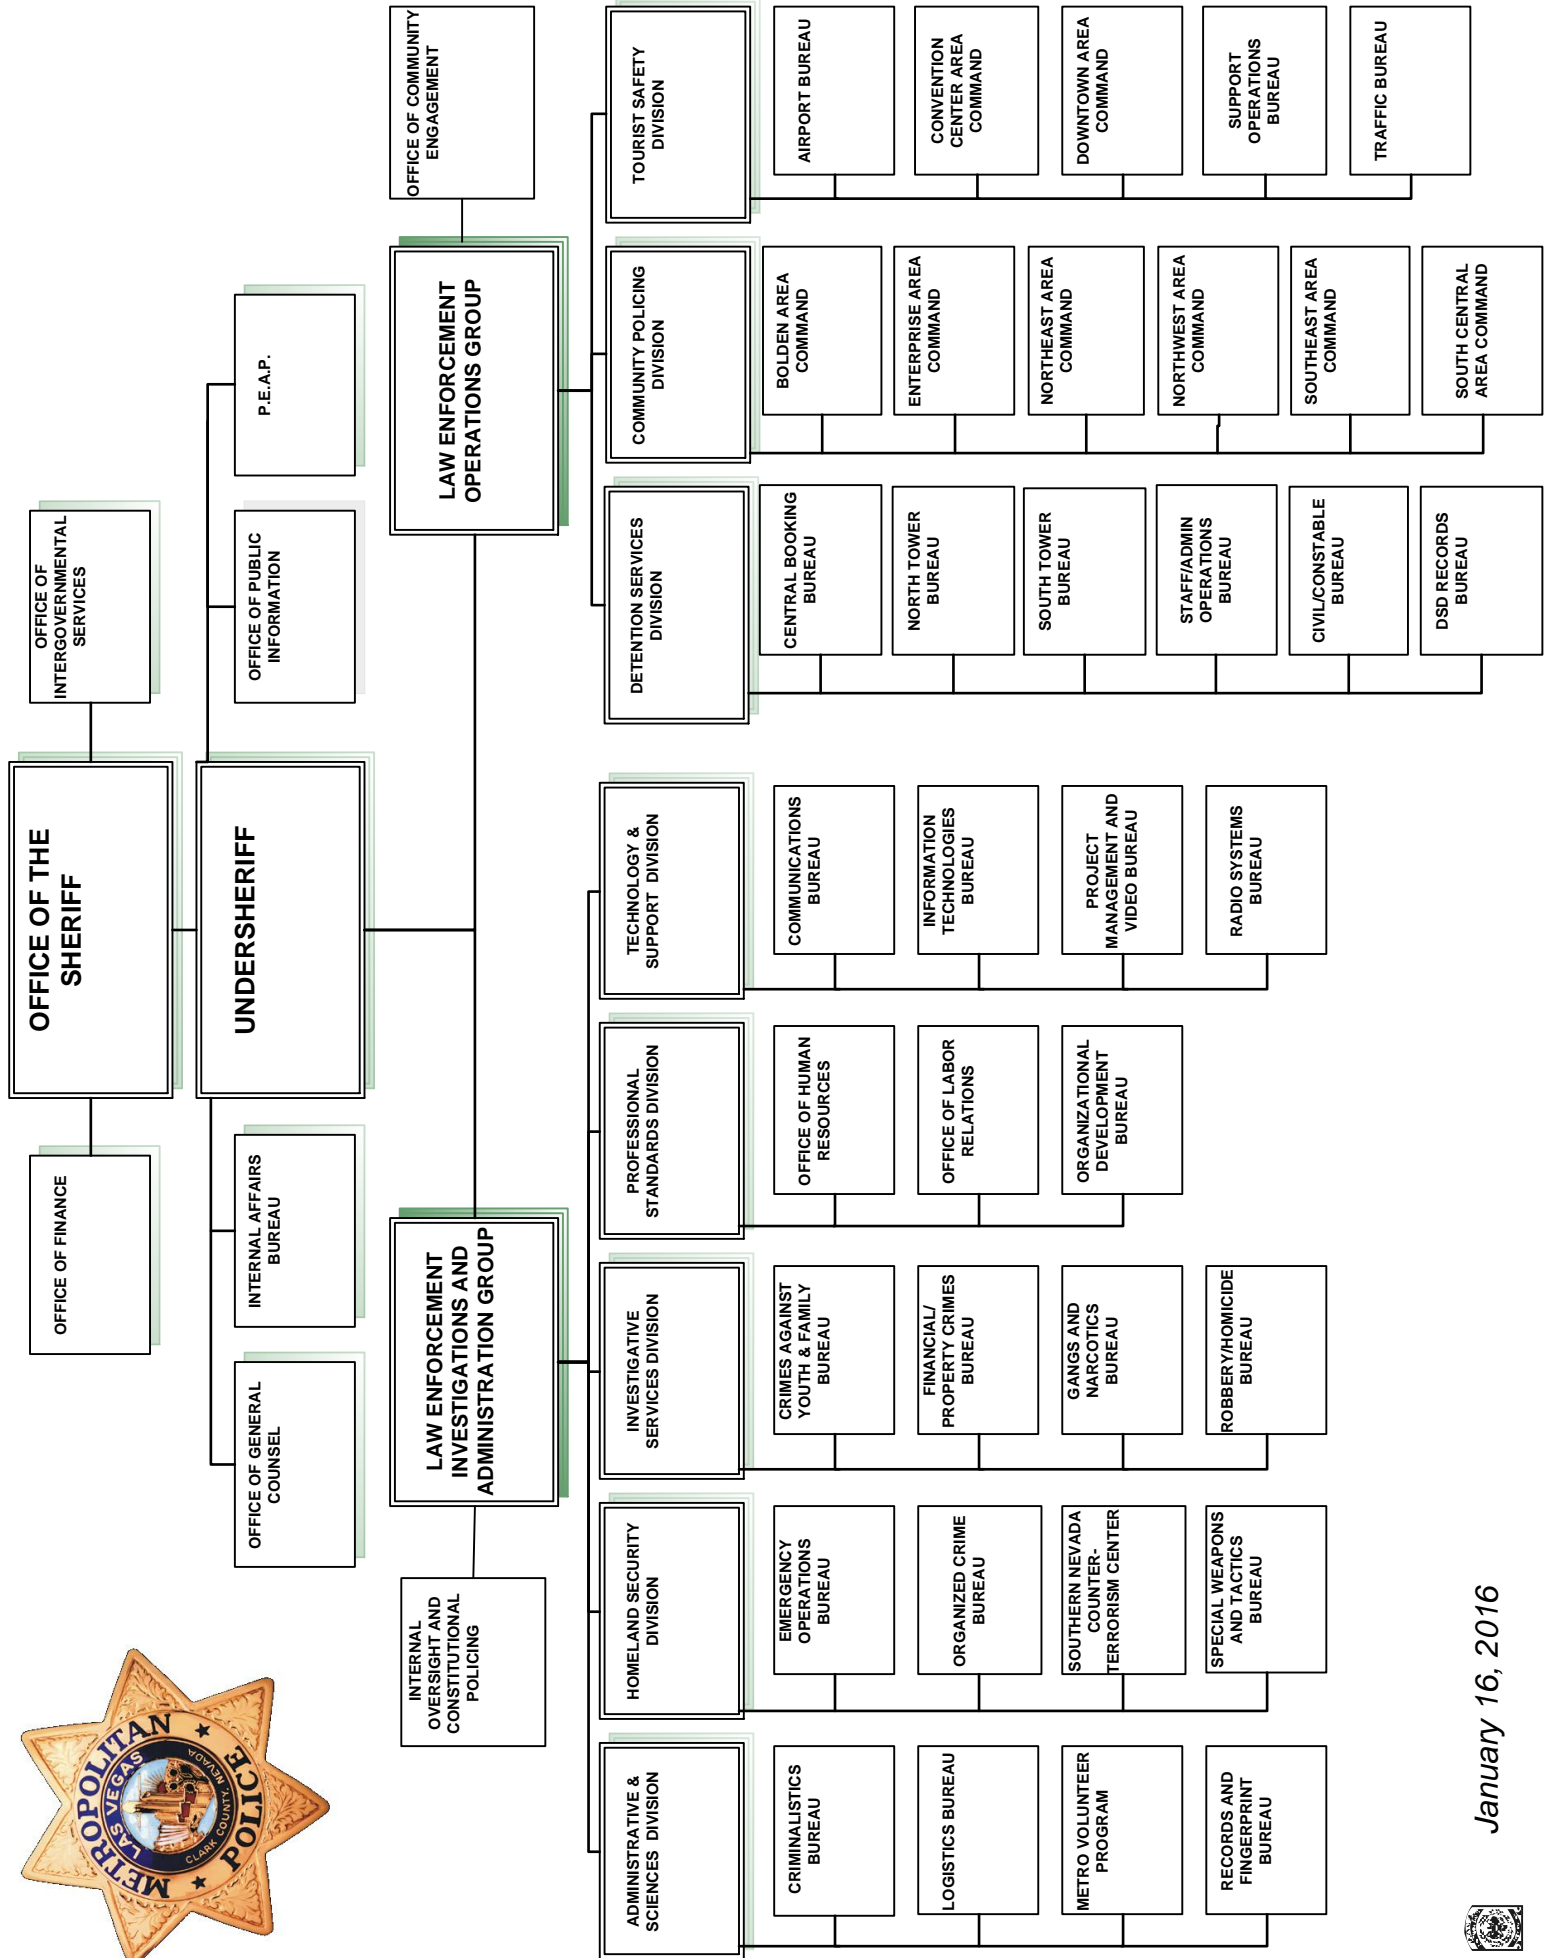 METROPOLITAN
LAS VEGAS
CLARK COUNTY, NEVADA
POLICE
OFFICE OF THE
SHERIFF
OFFICE OF FINANCE
OFFICE OF
INTERGOVERNMENTAL
SERVICES
UNDERSHERIFF
OFFICE OF GENERAL
COUNSEL
INTERNAL AFFAIRS
BUREAU
OFFICE OF PUBLIC
INFORMATION
P.E.A.P.
INTERNAL
OVERSIGHT AND
CONSTITUTIONAL
POLICING
LAW ENFORCEMENT
INVESTIGATIONS AND
ADMINISTRATION GROUP
LAW ENFORCEMENT
OPERATIONS GROUP
OFFICE OF COMMUNITY
ENGAGEMENT
ADMINISTRATIVE &
SCIENCES DIVISION
CRIMINALISTICS
BUREAU
LOGISTICS BUREAU
METRO VOLUNTEER
PROGRAM
RECORDS AND
FINGERPRINT
BUREAU
HOMELAND SECURITY
DIVISION
EMERGENCY
OPERATIONS
BUREAU
ORGANIZED CRIME
BUREAU
SOUTHERN NEVADA
COUNTER-
TERRORISM CENTER
SPECIAL WEAPONS
AND TACTICS
BUREAU
INVESTIGATIVE
SERVICES DIVISION
CRIMES AGAINST
YOUTH & FAMILY
BUREAU
FINANCIAL/
PROPERTY CRIMES
BUREAU
GANGS AND
NARCOTICS
BUREAU
ROBBERY/HOMICIDE
BUREAU
PROFESSIONAL
STANDARDS DIVISION
OFFICE OF HUMAN
RESOURCES
OFFICE OF LABOR
RELATIONS
ORGANIZATIONAL
DEVELOPMENT
BUREAU
TECHNOLOGY &
SUPPORT DIVISION
COMMUNICATIONS
BUREAU
INFORMATION
TECHNOLOGIES
BUREAU
PROJECT
MANAGEMENT AND
VIDEO BUREAU
RADIO SYSTEMS
BUREAU
DETENTION SERVICES
DIVISION
CENTRAL BOOKING
BUREAU
NORTH TOWER
BUREAU
SOUTH TOWER
BUREAU
STAFF/ADMIN
OPERATIONS
BUREAU
CIVIL/CONSTABLE
BUREAU
DSD RECORDS
BUREAU
COMMUNITY POLICING
DIVISION
BOLDEN AREA
COMMAND
ENTERPRISE AREA
COMMAND
NORTHEAST AREA
COMMAND
NORTHWEST AREA
COMMAND
SOUTHEAST AREA
COMMAND
SOUTH CENTRAL
AREA COMMAND
TOURIST SAFETY
DIVISION
AIRPORT BUREAU
CONVENTION
CENTER AREA
COMMAND
DOWNTOWN AREA
COMMAND
SUPPORT
OPERATIONS
BUREAU
TRAFFIC BUREAU
January 16, 2016